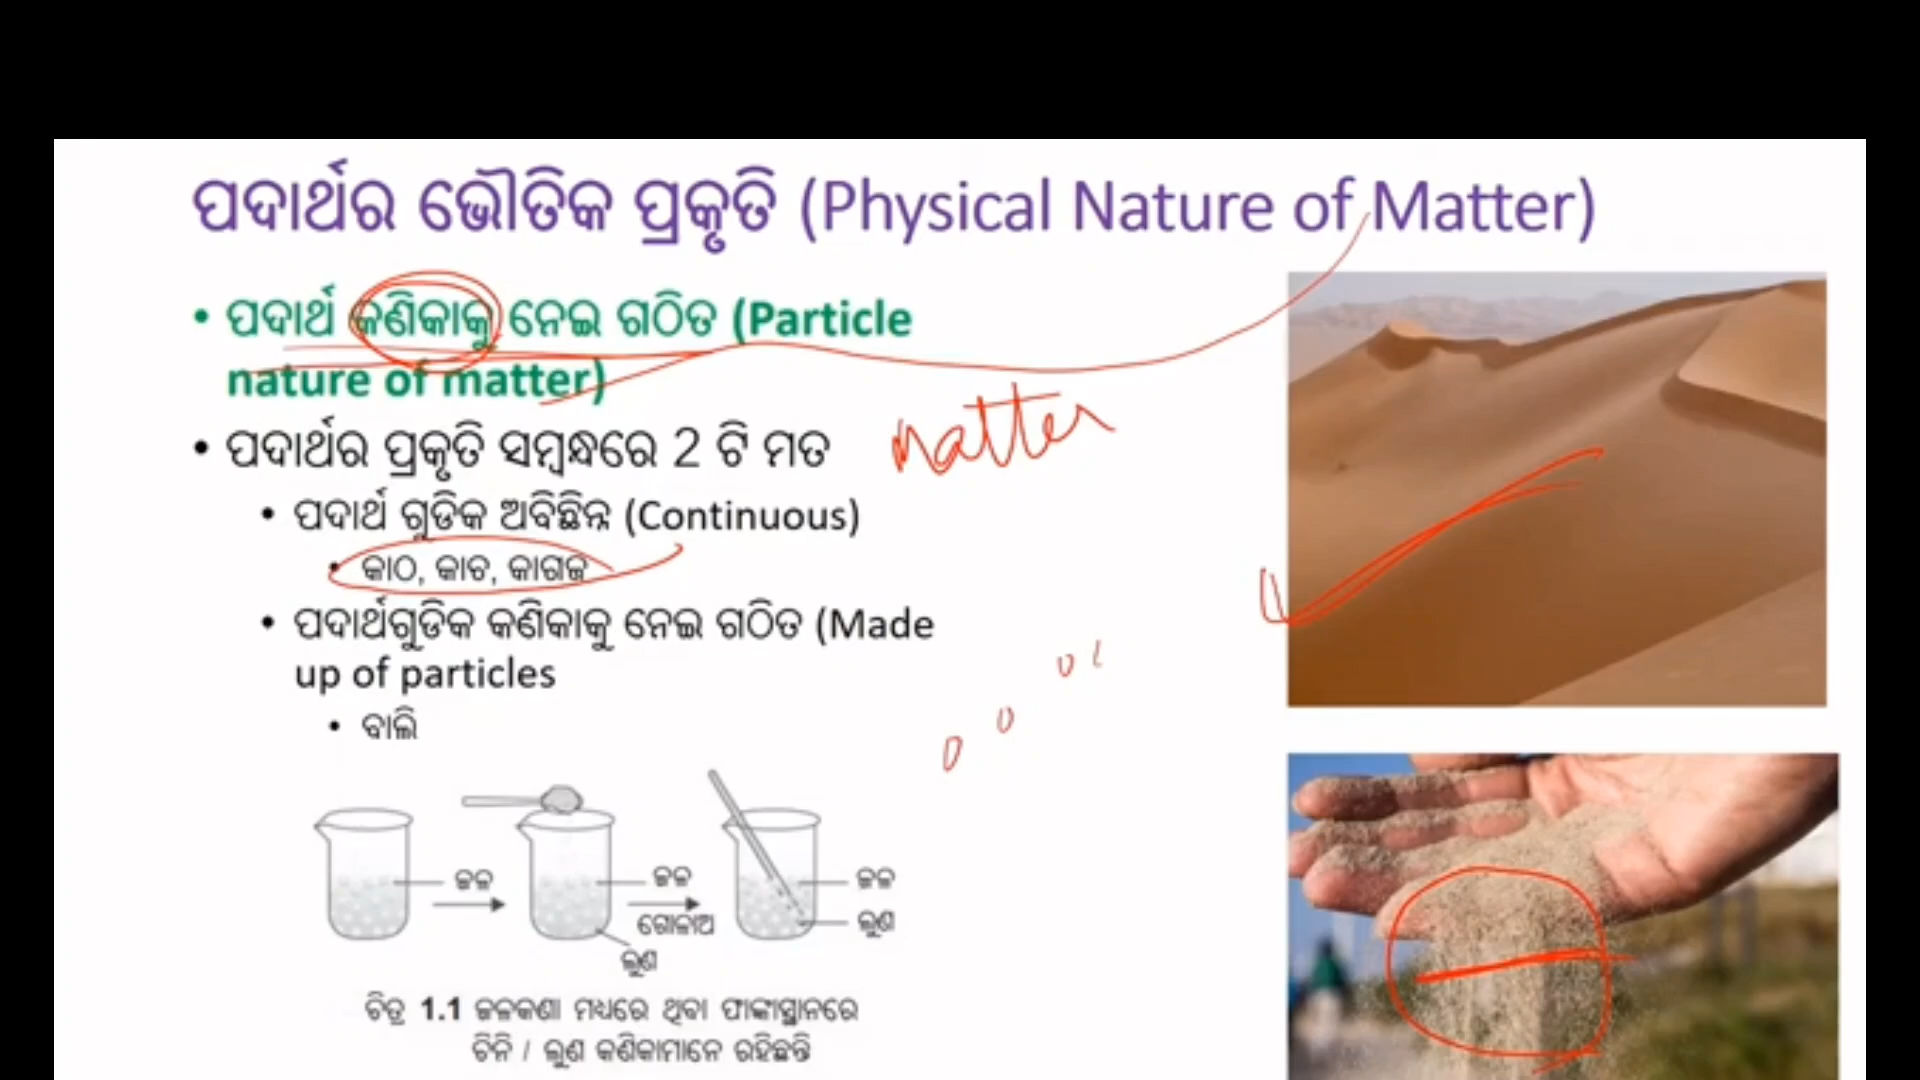 ପଦାର୍ଥର ଭୌତିକ ପ୍ରକୃତି (Physical Nature of Matter)
• ପଦାର୍ଥ କଣିକାକୁ ନେଇ ଗଠିତ (Particle
nature of matter)
• ପଦାର୍ଥର ପ୍ରକୃତି ସମ୍ବନ୍ଧରେ 2 ଟି ମତ
matter
• ପଦାର୍ଥ ଗୁଡିକ ଅବିଛିନ୍ନ (Continuous)
• କାଠ, କାଚ, କାଗଜ
• ପଦାର୍ଥଗୁଡିକ କଣିକାକୁ ନେଇ ଗଠିତ (Made
up of particles
• ବାଲି
ଜଳ
ଜଳ
ଗୋଳାଅ
ଲୁଣ
ଜଳ
ଲୁଣ
ଚିତ୍ର 1.1 ଜଳକଣା ମଧ୍ୟରେ ଥିବା ଫାଙ୍କାସ୍ଥାନରେ
ଚିନି / ଲୁଣ କଣିକାମାନେ ରହିଛନ୍ତି